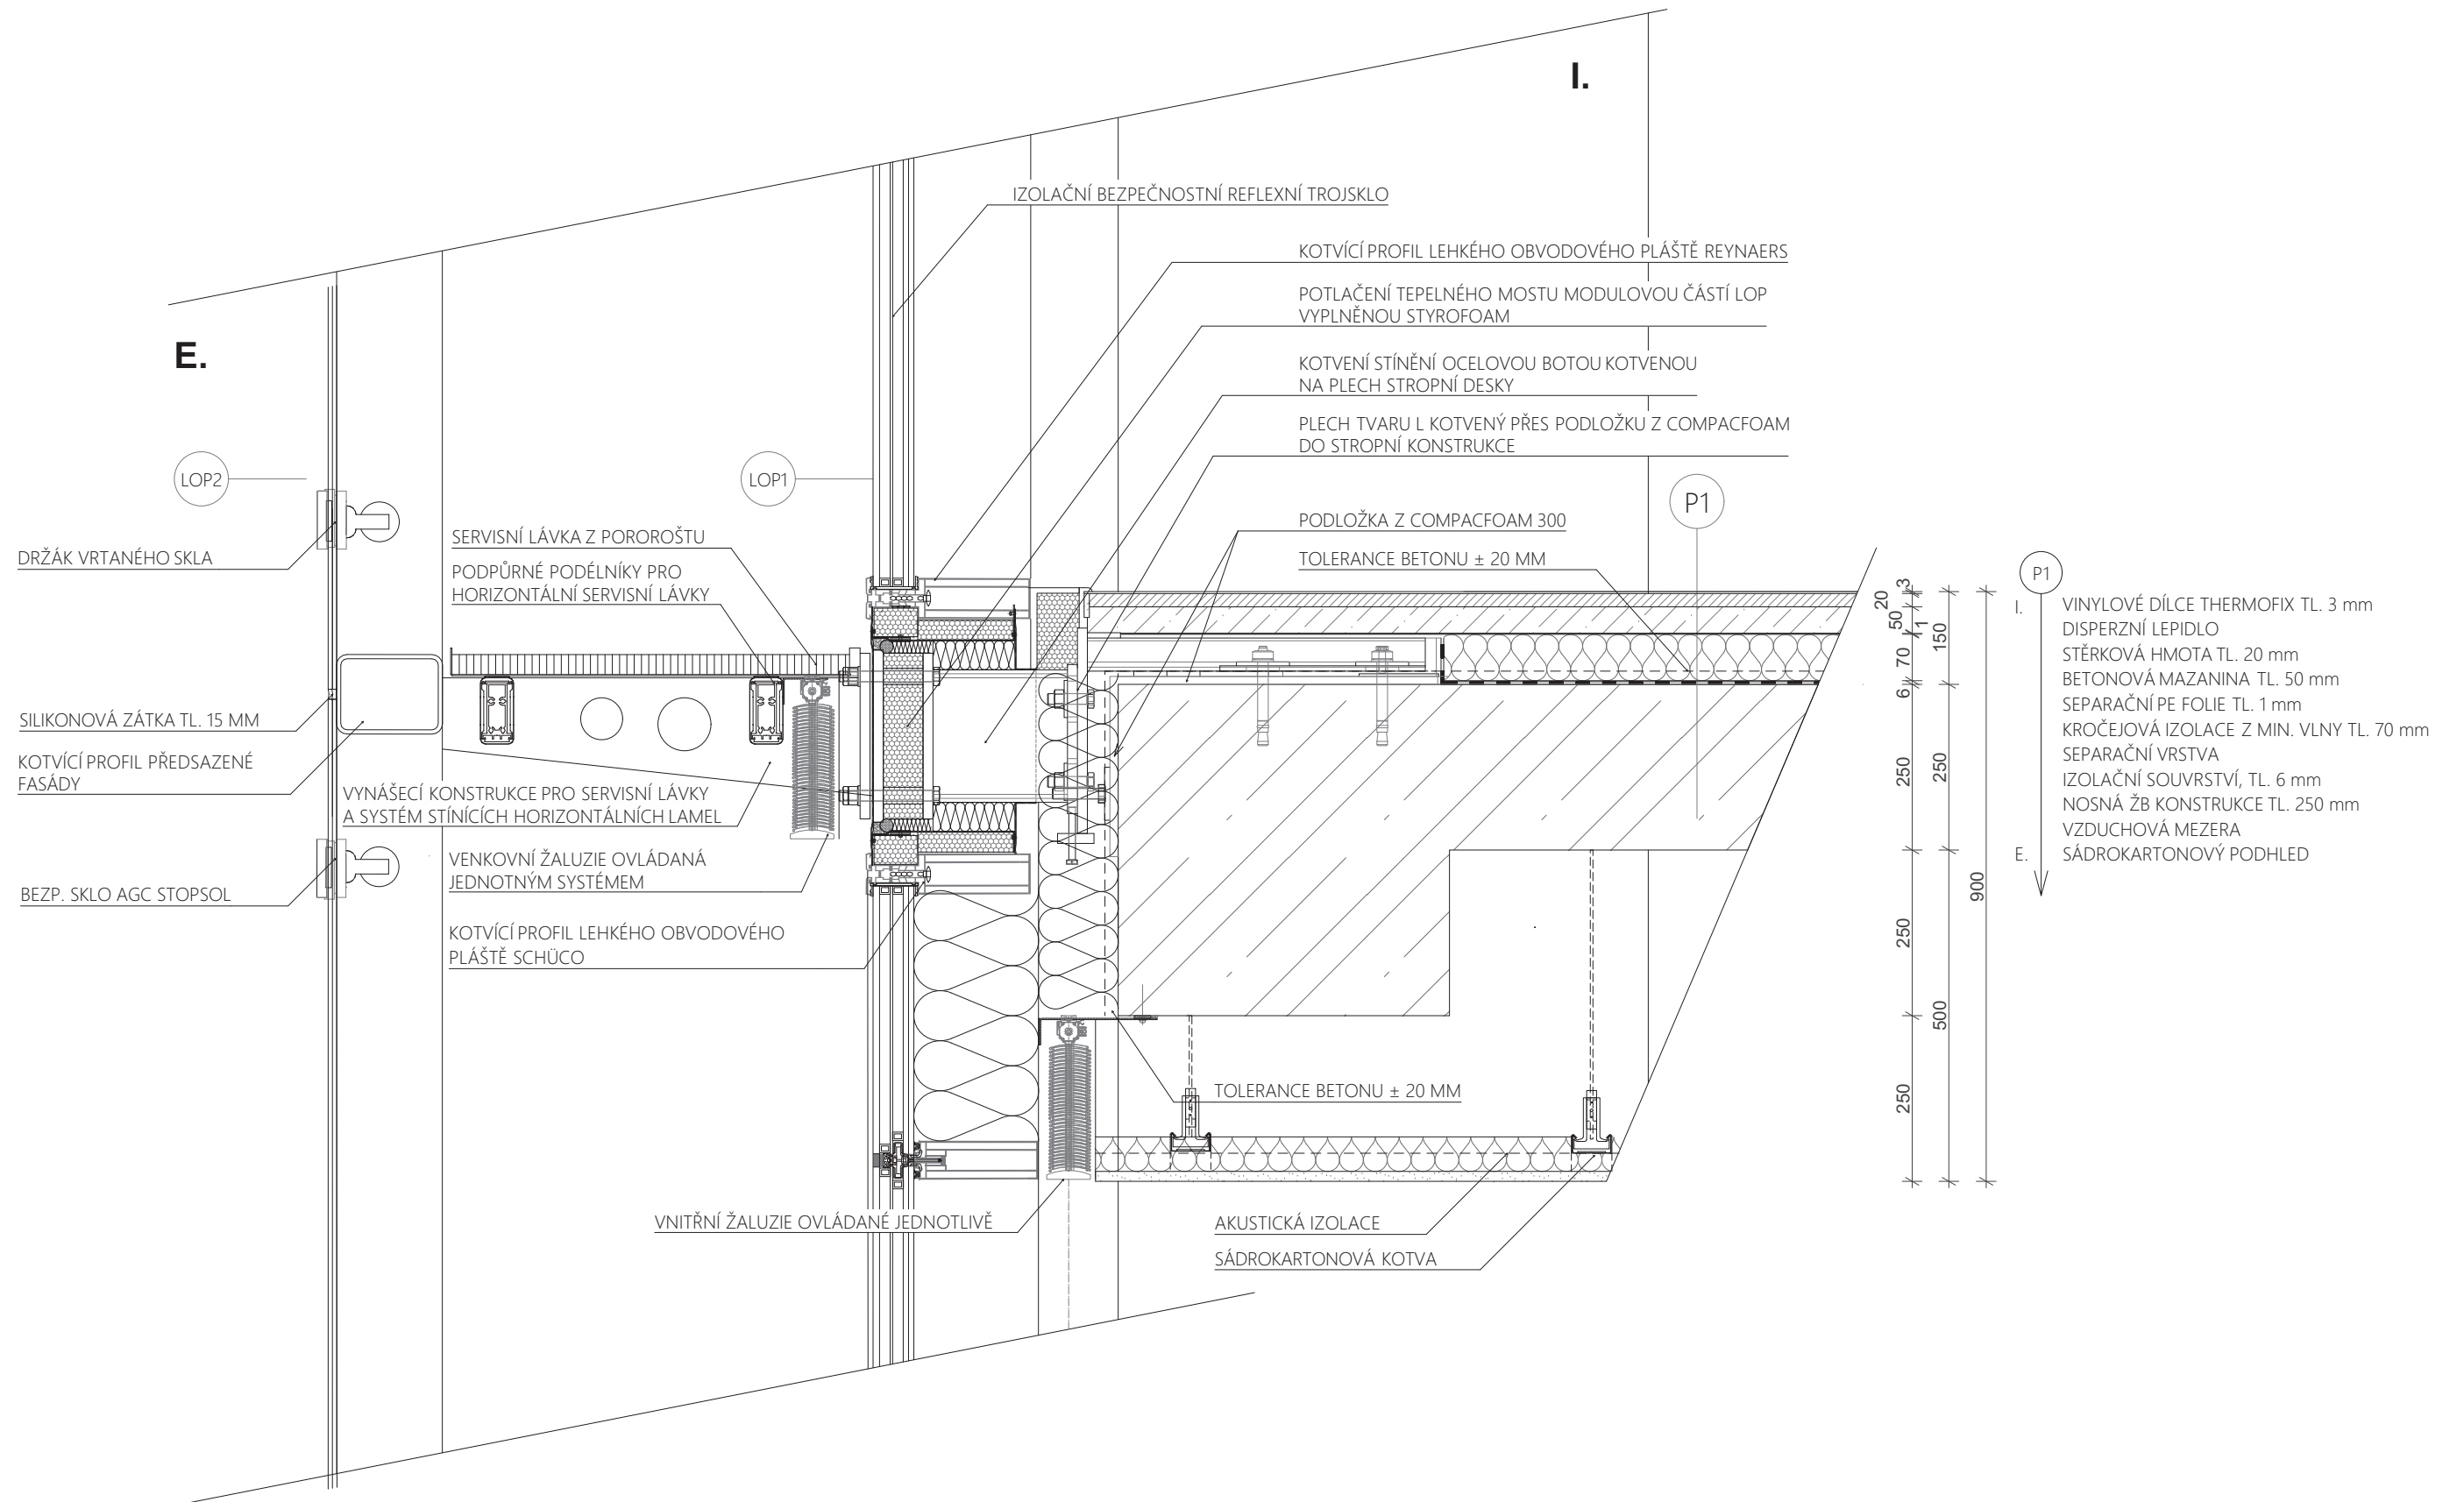 I.
IZOLAČNÍ BEZPEČNOSTNÍ REFLEXNÍ TROJSKLO
KOTVÍCÍ PROFIL LEHKÉHO OBVODOVÉHO PLÁŠTĚ REYNAERS
POTLAČENÍ TEPELNÉHO MOSTU MODULOVOU ČÁSTÍ LOP
VYPLNĚNOU STYROFOAM
E.
KOTVENÍ STÍNĚNÍ OCELOVOU BOTOU KOTVENOU
NA PLECH STROPNÍ DESKY
PLECH TVARU L KOTVENÝ PŘES PODLOŽKU Z COMPACFOAM
DO STROPNÍ KONSTRUKCE
LOP2
LOP1
P1
PODLOŽKA Z COMPACFOAM 300
TOLERANCE BETONU ± 20 MM
DRŽÁK VRTANÉHO SKLA
SERVISNÍ LÁVKA Z POROROŠTU
PODPŮRNÉ PODÉLNÍKY PRO
HORIZONTÁLNÍ SERVISNÍ LÁVKY
SILIKONOVÁ ZÁTKA TL. 15 MM
KOTVÍCÍ PROFIL PŘEDSAZENÉ
FASÁDY
VYNÁŠECÍ KONSTRUKCE PRO SERVISNÍ LÁVKY
A SYSTÉM STÍNÍCÍCH HORIZONTÁLNÍCH LAMEL
VENKOVNÍ ŽALUZIE OVLÁDANÁ
JEDNOTNÝM SYSTÉMEM
BEZP. SKLO AGC STOPSOL
KOTVÍCÍ PROFIL LEHKÉHO OBVODOVÉHO
PLÁŠTĚ SCHÜCO
TOLERANCE BETONU ± 20 MM
VNITŘNÍ ŽALUZIE OVLÁDANÉ JEDNOTLIVĚ
AKUSTICKÁ IZOLACE
SÁDROKARTONOVÁ KOTVA
3
20
50
1
70
6
250
250
250
150
250
500
900
P1
I.
VINYLOVÉ DÍLCE THERMOFIX TL. 3 mm
DISPERZNÍ LEPIDLO
STĚRKOVÁ HMOTA TL. 20 mm
BETONOVÁ MAZANINA TL. 50 mm
SEPARAČNÍ PE FOLIE TL. 1 mm
KROČEJOVÁ IZOLACE Z MIN. VLNY TL. 70 mm
SEPARAČNÍ VRSTVA
IZOLAČNÍ SOUVRSTVÍ, TL. 6 mm
NOSNÁ ŽB KONSTRUKCE TL. 250 mm
VZDUCHOVÁ MEZERA
E. SÁDROKARTONOVÝ PODHLED